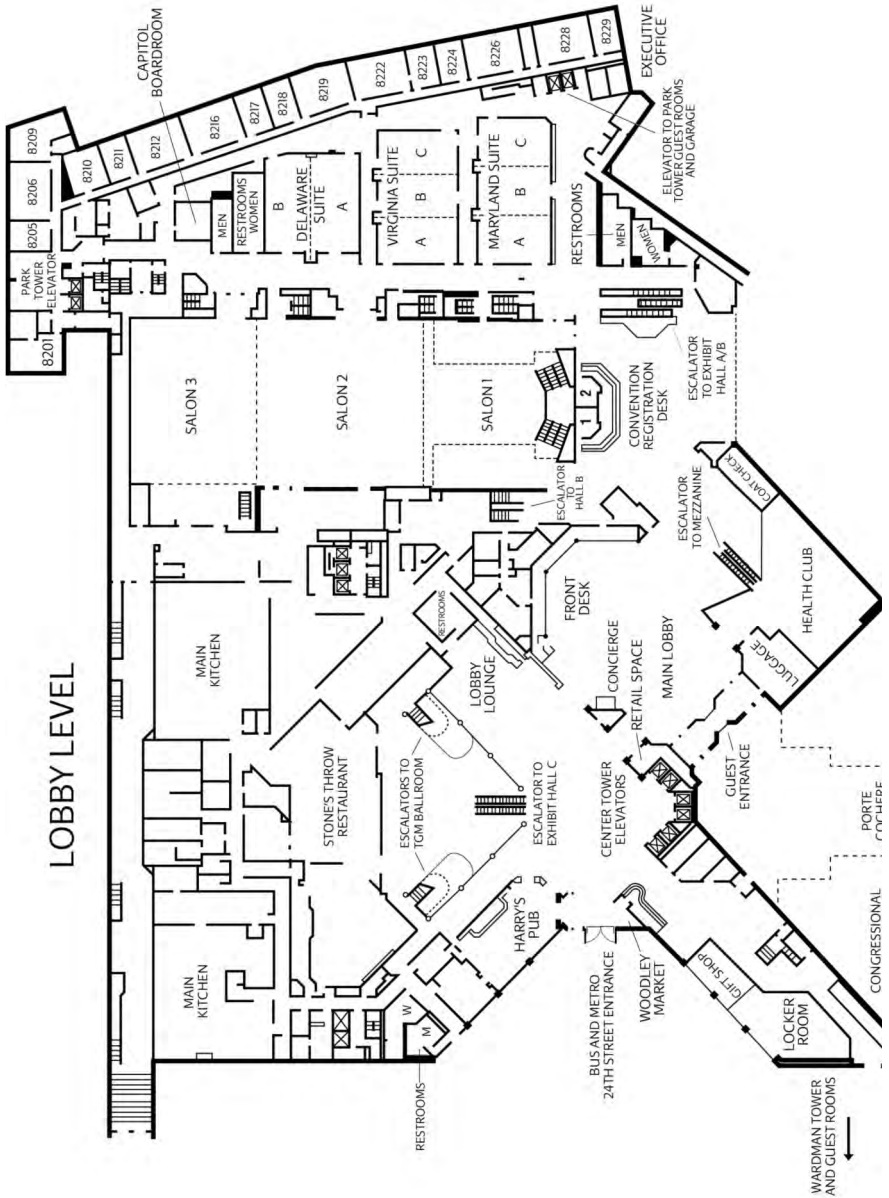 LOBBY LEVEL
CAPITOL
BOARDROOM
8209
8206
8205
PARK
TOWER
ELEVATOR
8201
8210
8211
8212
8216
8217
8218
8219
8222
8223
8224
8226
8228
8229
EXECUTIVE
OFFICE
MEN
RESTROOMS
WOMEN
B
DELAWARE
SUITE
A
VIRGINIA SUITE
A
B
C
MARYLAND SUITE
A
B
C
ELEVATOR TO PARK
TOWER GUEST ROOMS
AND GARAGE
RESTROOMS
MEN
WOMEN
SALON 3
SALON 2
SALON 1
1
2
CONVENTION
REGISTRATION
DESK
ESCALATOR
TO EXHIBIT
HALL A/B
ESCALATOR
TO
HALL B
ESCALATOR
TO MEZZANINE
COAT CHECK
HEALTH CLUB
LUGGAGE
FRONT
DESK
RESTROOMS
LOBBY
LOUNGE
MAIN
KITCHEN
CONCIERGE
RETAIL SPACE
MAIN LOBBY
GUEST
ENTRANCE
STONE'S THROW
RESTAURANT
ESCALATORS TO
TGM BALLROOM
ESCALATOR TO
EXHIBIT HALL C
CENTER TOWER
ELEVATORS
PORTE
COCHERE
MAIN
KITCHEN
HARRY'S
PUB
W
M
RESTROOMS
BUS AND METRO
24TH STREET ENTRANCE
WOODLEY
MARKET
GIFT SHOP
LOCKER
ROOM
CONGRESSIONAL
WARDMAN TOWER
AND GUEST ROOMS